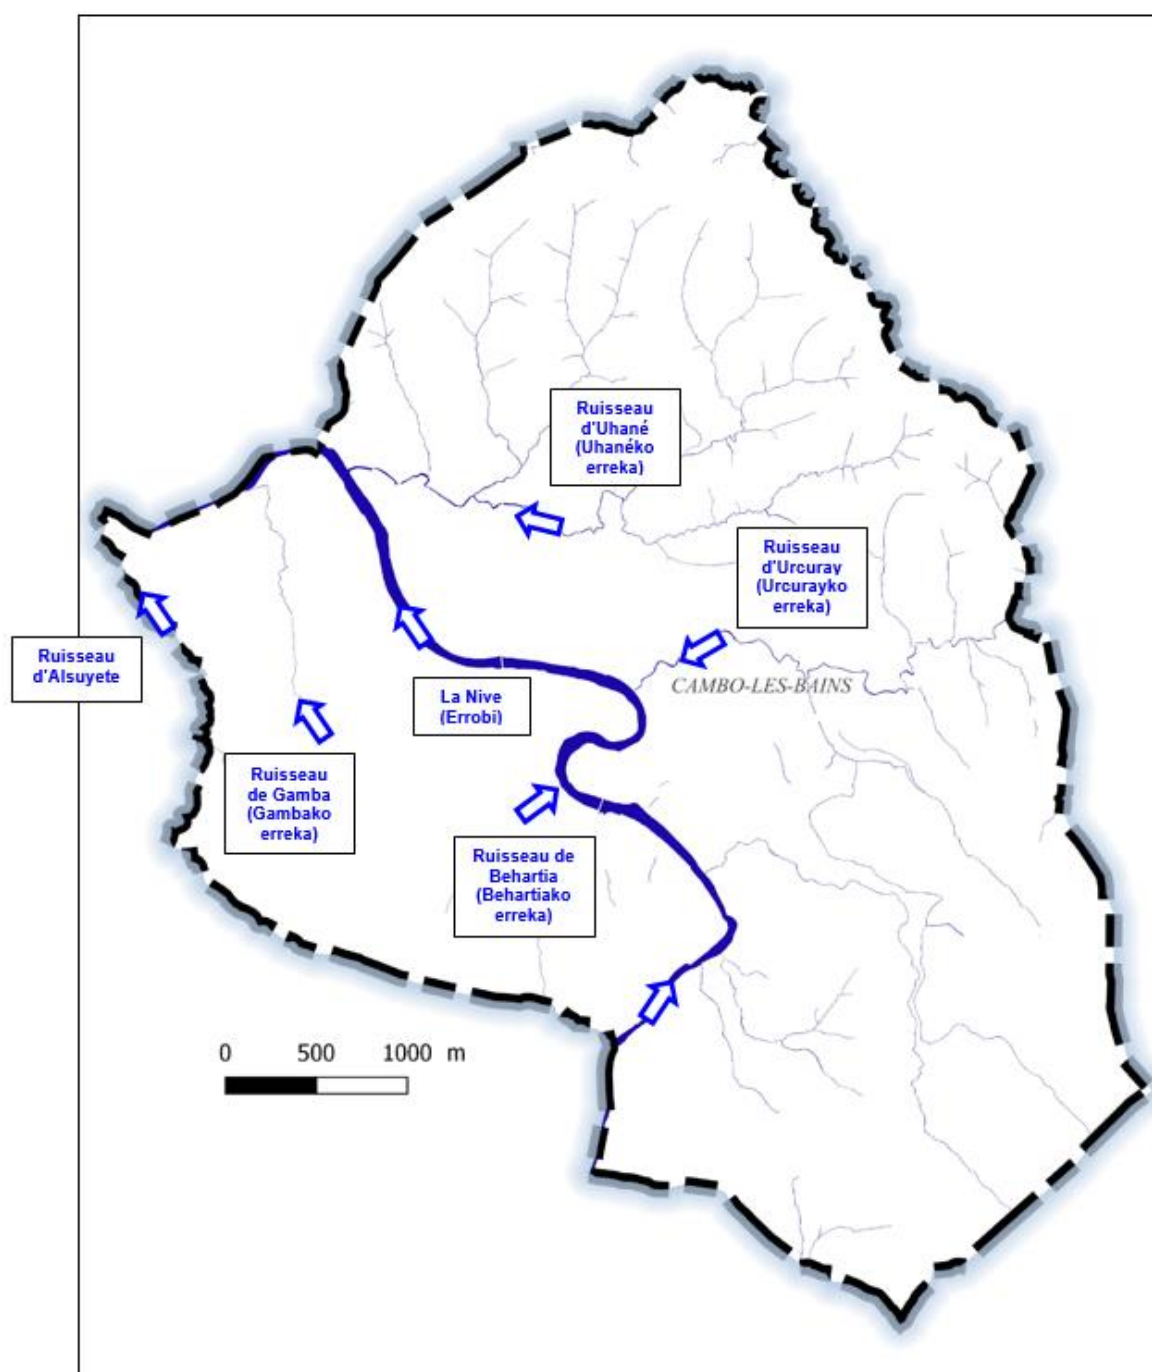 Ruisseau
d'Uhané
(Uhanéko
erreka)
Ruisseau
d'Urcuray
(Urcurayko
erreka)
Ruisseau
d'Alsuyete
La Nive
(Errobi)
CAMBO-LES-BAINS
Ruisseau
de Gamba
(Gambako
erreka)
Ruisseau de
Behartia
(Behartiako
erreka)
0 500 1000 m